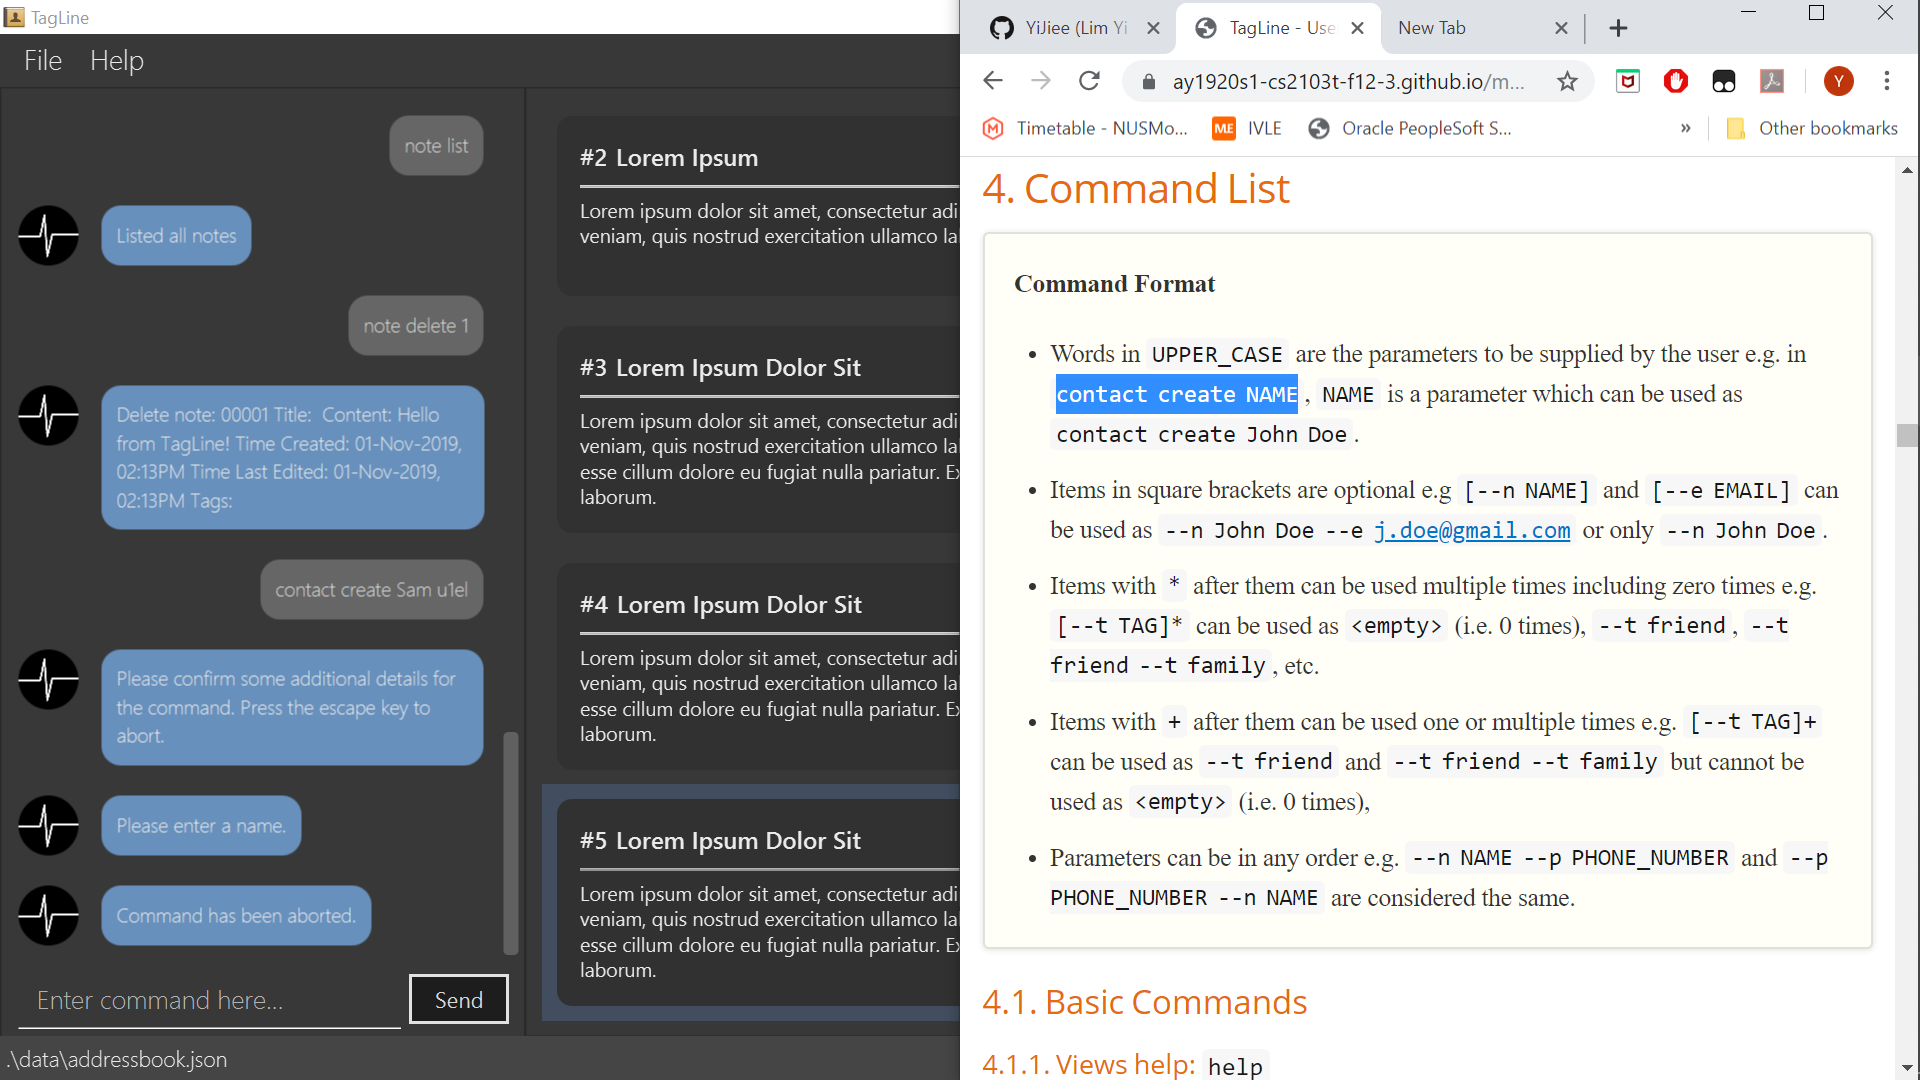 TagLine
File Help
note list
Listed all notes
note delete 1
Delete note: 00001 Title:  Content: Hello
from TagLine! Time Created: 01-Nov-2019,
02:13PM Time Last Edited: 01-Nov-2019,
02:13PM Tags:
contact create Sam u1el
Please confirm some additional details for
the command. Press the escape key to
abort.
Please enter a name.
Command has been aborted.
Enter command here...
Send
.\data\addressbook.json
#2 Lorem Ipsum
Lorem ipsum dolor sit amet, consectetur adi
veniam, quis nostrud exercitation ullamco la
#3 Lorem Ipsum Dolor Sit
Lorem ipsum dolor sit amet, consectetur adi
veniam, quis nostrud exercitation ullamco la
esse cillum dolore eu fugiat nulla pariatur. Ex
laborum.
#4 Lorem Ipsum Dolor Sit
Lorem ipsum dolor sit amet, consectetur adi
veniam, quis nostrud exercitation ullamco la
esse cillum dolore eu fugiat nulla pariatur. Ex
laborum.
#5 Lorem Ipsum Dolor Sit
Lorem ipsum dolor sit amet, consectetur adi
veniam, quis nostrud exercitation ullamco la
esse cillum dolore eu fugiat nulla pariatur. Ex
laborum.
YiJiee (Lim Yi
TagLine - Use
New Tab
ay1920s1-cs2103t-f12-3.github.io/m...
Y
Timetable - NUSMo...
ME IVLE
Oracle PeopleSoft S...
»
Other bookmarks
4. Command List
Command Format
• Words in UPPER_CASE are the parameters to be supplied by the user e.g. in
contact create NAME, NAME is a parameter which can be used as
contact create John Doe.
• Items in square brackets are optional e.g [--n NAME] and [--e EMAIL] can
be used as --n John Doe --e j.doe@gmail.com or only --n John Doe.
• Items with * after them can be used multiple times including zero times e.g.
[--t TAG]* can be used as <empty> (i.e. 0 times), --t friend, --t
friend --t family, etc.
• Items with + after them can be used one or multiple times e.g. [--t TAG]+
can be used as --t friend and --t friend --t family but cannot be
used as <empty> (i.e. 0 times),
• Parameters can be in any order e.g. --n NAME --p PHONE_NUMBER and --p
PHONE_NUMBER --n NAME are considered the same.
4.1. Basic Commands
4.1.1. Views help: help